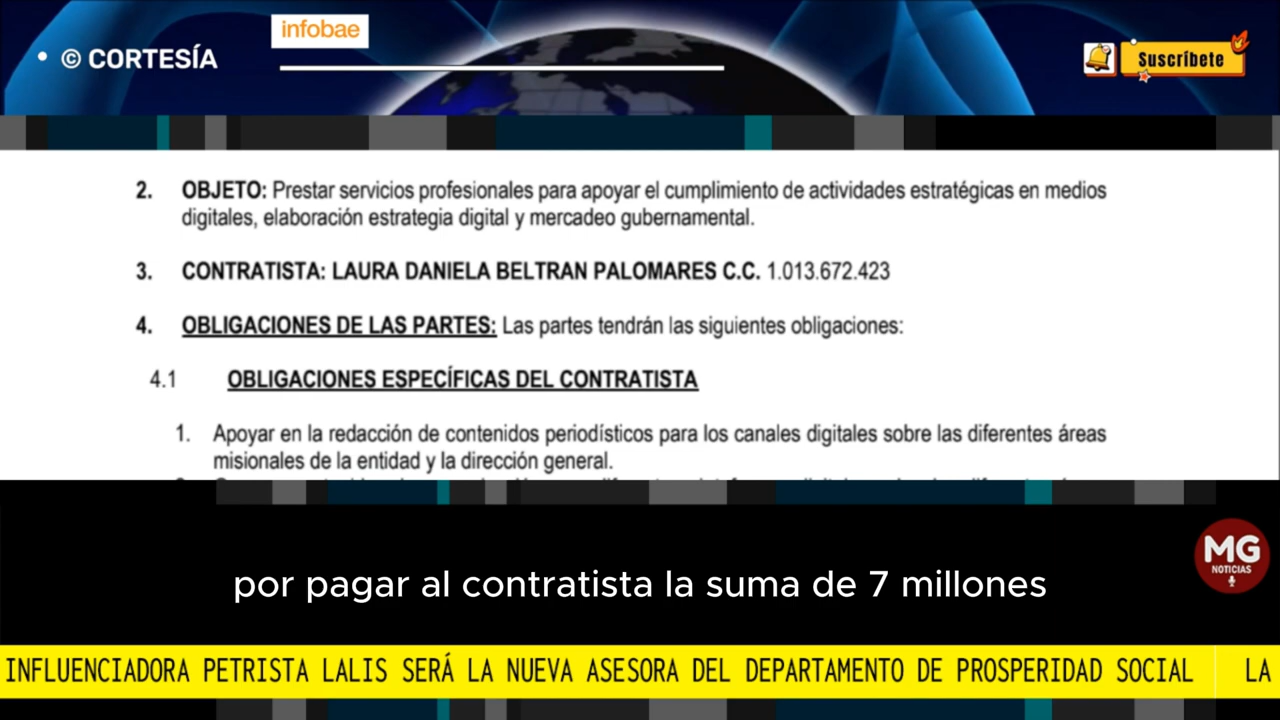 infobae
• © CORTESÍA
Suscríbete
2. OBJETO: Prestar servicios profesionales para apoyar el cumplimiento de actividades estratégicas en medios
digitales, elaboración estrategia digital y mercadeo gubernamental.
3. CONTRATISTA: LAURA DANIELA BELTRAN PALOMARES C.C. 1.013.672.423
4. OBLIGACIONES DE LAS PARTES: Las partes tendrán las siguientes obligaciones:
4.1 OBLIGACIONES ESPECÍFICAS DEL CONTRATISTA
1. Apoyar en la redacción de contenidos periodísticos para los canales digitales sobre las diferentes áreas
misionales de la entidad y la dirección general.
MG
NOTICIAS
por pagar al contratista la suma de 7 millones
INFLUENCIADORA PETRISTA LALIS SERÁ LA NUEVA ASESORA DEL DEPARTAMENTO DE PROSPERIDAD SOCIAL LA